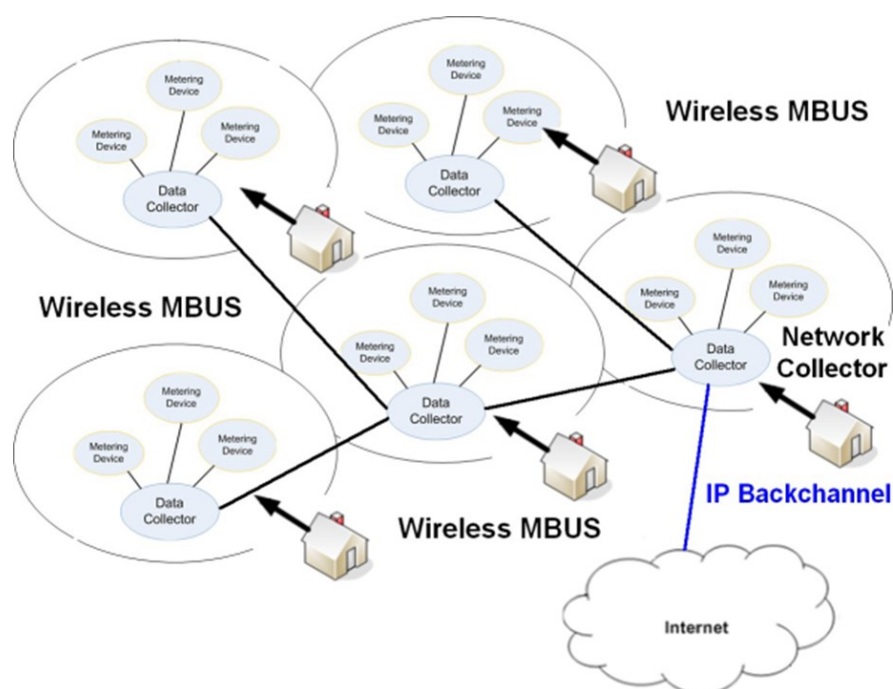 Metering
Device
Metering
Device
Metering
Device
Data
Collector
Metering
Device
Metering
Device
Metering
Device
Data
Collector
Wireless MBUS
Wireless MBUS
Metering
Device
Metering
Device
Metering
Device
Data
Collector
Metering
Device
Metering
Device
Metering
Device
Data
Collector
Network
Collector
Metering
Device
Metering
Device
Metering
Device
Data
Collector
Wireless MBUS
IP Backchannel
Internet